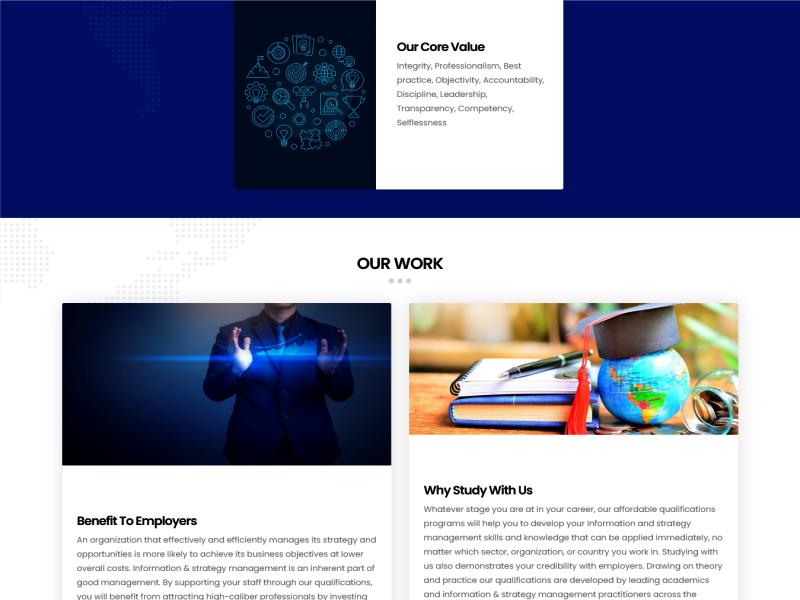 Our Core Value
Integrity, Professionalism, Best
practice, Objectivity, Accountability,
Discipline, Leadership,
Transparency, Competency,
Selflessness
OUR WORK
Benefit To Employers
An organization that effectively and efficiently manages its strategy and
opportunities is more likely to achieve its business objectives at lower
overall costs. Information & strategy management is an inherent part of
good management. By supporting your staff through our qualifications,
you will benefit from attracting high-caliber professionals by investing
Why Study With Us
Whatever stage you are at in your career, our affordable qualifications
programs will help you to develop your Information and strategy
management skills and knowledge that can be applied immediately, no
matter which sector, organization, or country you work in. Studying with
us also demonstrates your credibility with employers. Drawing on theory
and practice our qualifications are developed by leading academics
and information & strategy management practitioners across the